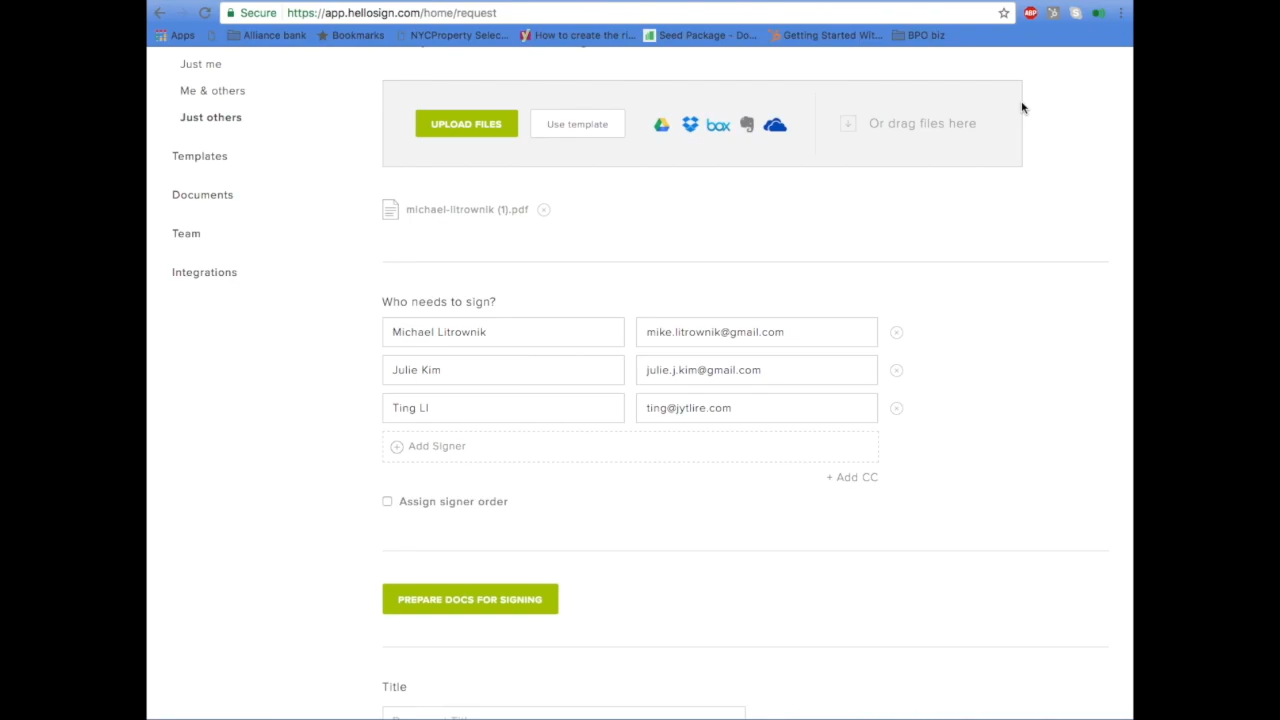 Secure https://app.hellosign.com/home/request
Apps Alliance bank Bookmarks NYCProperty Selec... How to create the ri... Seed Package - Do... Getting Started Wit... BPO biz
Just me
Me & others
Just others
Templates
Documents
Team
Integrations
UPLOAD FILES Use template box Or drag files here
michael-litrownik (1).pdf
Who needs to sign?
Michael Litrownik mike.litrownik@gmail.com
Julie Kim julie.j.kim@gmail.com
Ting LI ting@jytlire.com
Add Signer
+ Add CC
Assign signer order
PREPARE DOCS FOR SIGNING
Title